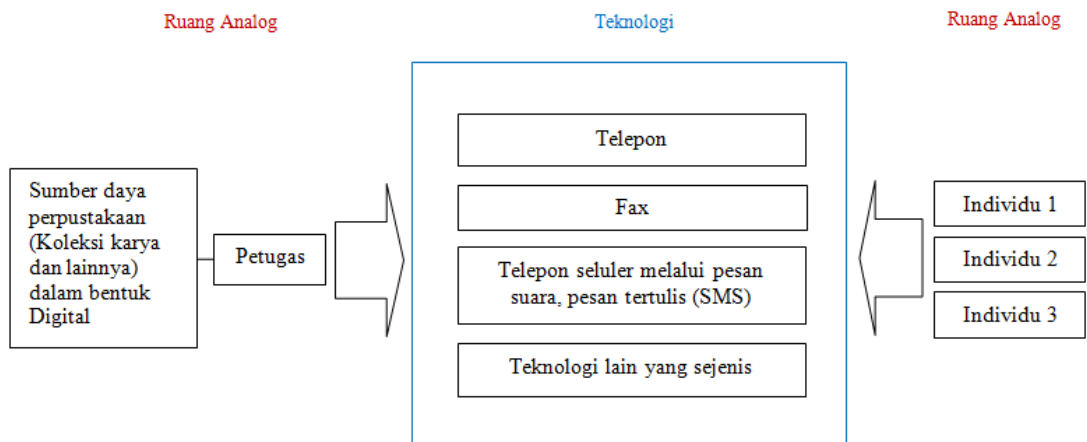 Ruang Analog
Teknologi
Ruang Analog
Sumber daya
perpustakaan
(Koleksi karya
dan lainnya)
dalam bentuk
Digital
Petugas
Telepon
Fax
Telepon seluler melalui pesan
suara, pesan tertulis (SMS)
Teknologi lain yang sejenis
Individu 1
Individu 2
Individu 3